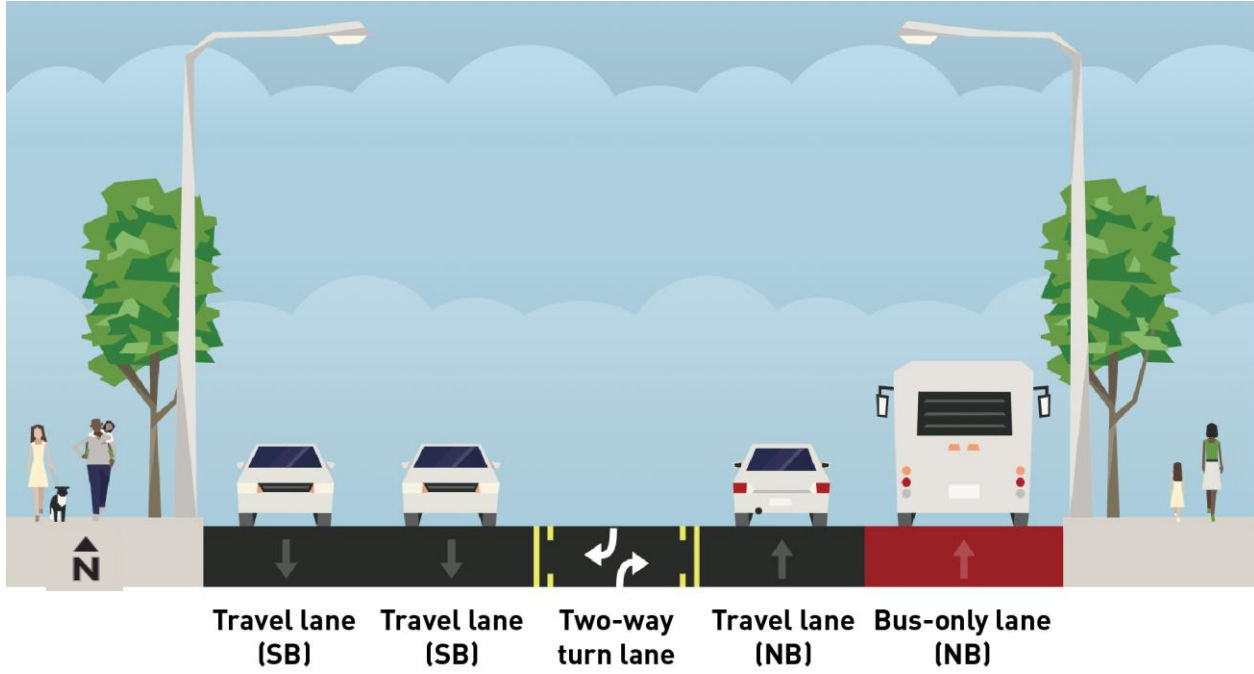 N
Travel lane (SB)
Travel lane (SB)
Two-way turn lane
Travel lane (NB)
Bus-only lane (NB)